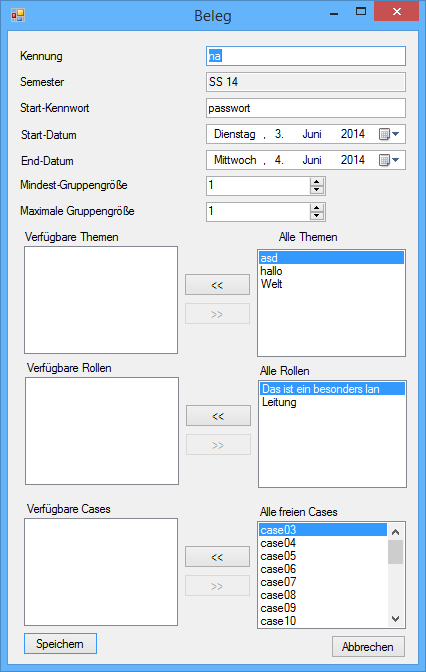 Beleg
Kennung na
Semester SS 14
Start-Kennwort passwort
Start-Datum Dienstag , 3. Juni 2014
End-Datum Mittwoch , 4. Juni 2014
Mindest-Gruppengröße 1
Maximale Gruppengröße 1
Verfügbare Themen Alle Themen
asd
hallo
Welt
<<
>>
Verfügbare Rollen Alle Rollen
Das ist ein besonders lan
Leitung
<<
>>
Verfügbare Cases Alle freien Cases
case03
case04
case05
case06
case07
case08
case09
case10
<<
>>
Speichern Abbrechen